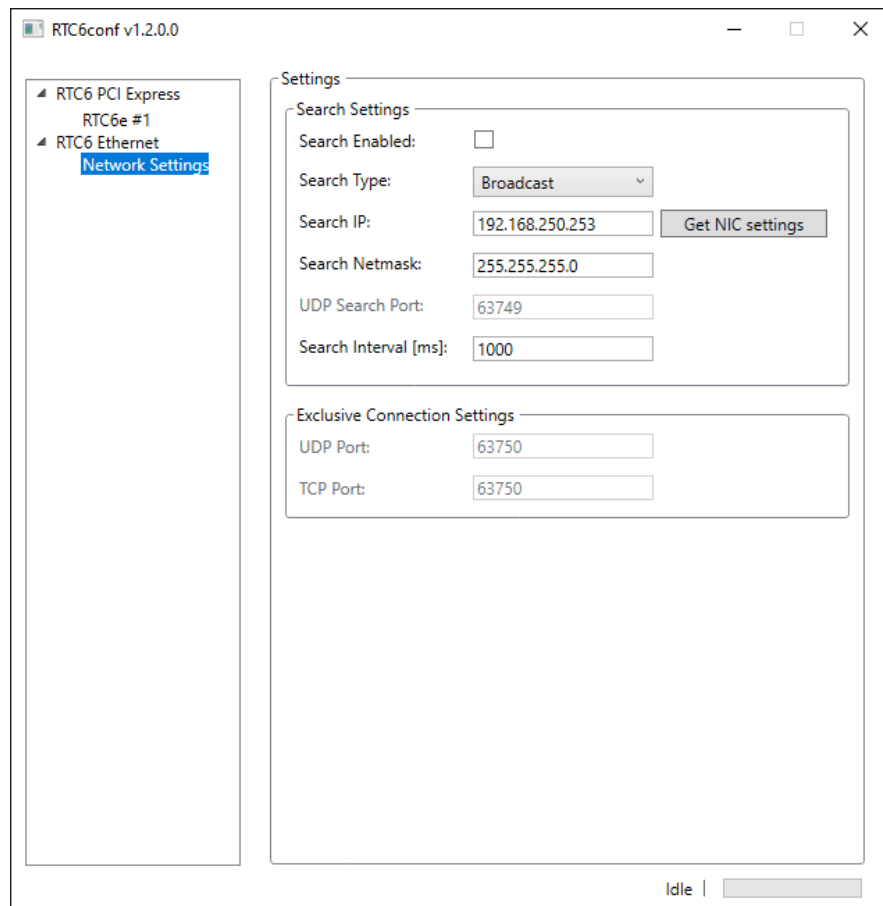 RTC6conf v1.2.0.0
RTC6 PCI Express
RTC6e #1
RTC6 Ethernet
Network Settings
Settings
Search Settings
Search Enabled:
Search Type: Broadcast
Search IP: 192.168.250.253 Get NIC settings
Search Netmask: 255.255.255.0
UDP Search Port: 63749
Search Interval [ms]: 1000
Exclusive Connection Settings
UDP Port: 63750
TCP Port: 63750
Idle